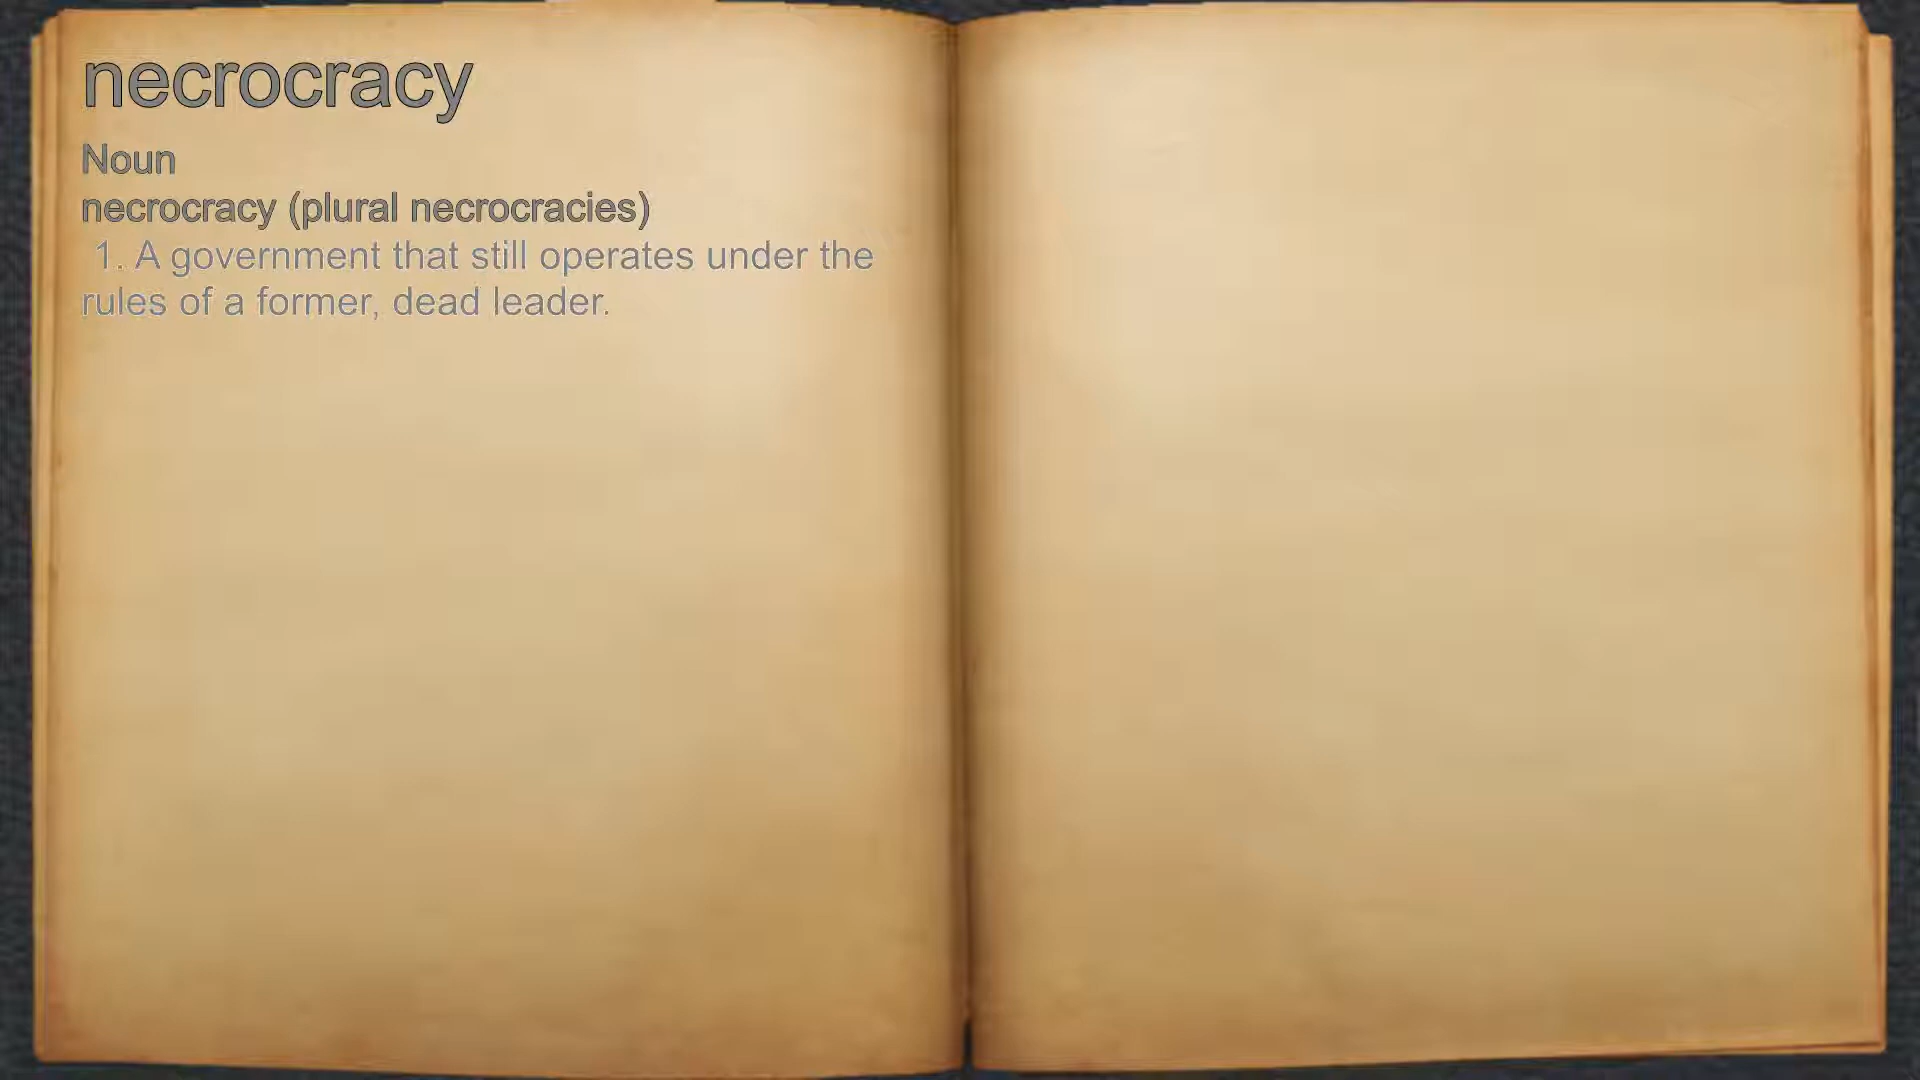 necrocracy
Noun
necrocracy (plural necrocracies)
1. A government that still operates under the
rules of a former, dead leader.